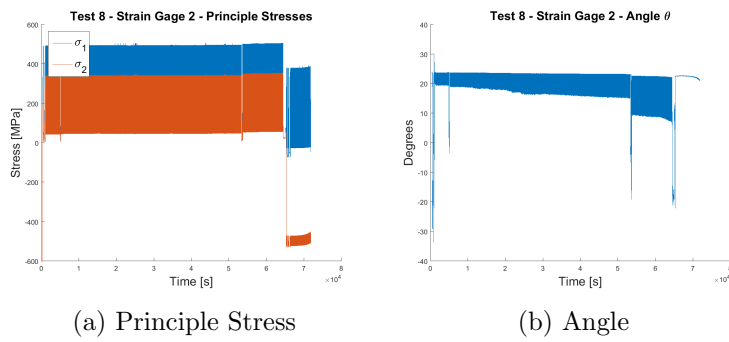 Test 8 - Strain Gage 2 - Principle Stresses
600
400
200
0
-200
-400
-600
Stress [MPa]
σ1
σ2
0 1 2 3 4 5 6 7 8
×10⁴
Time [s]
(a) Principle Stress
Test 8 - Strain Gage 2 - Angle θ
40
30
20
10
0
-10
-20
-30
-40
Degrees
0 1 2 3 4 5 6 7 8
×10⁴
Time [s]
(b) Angle